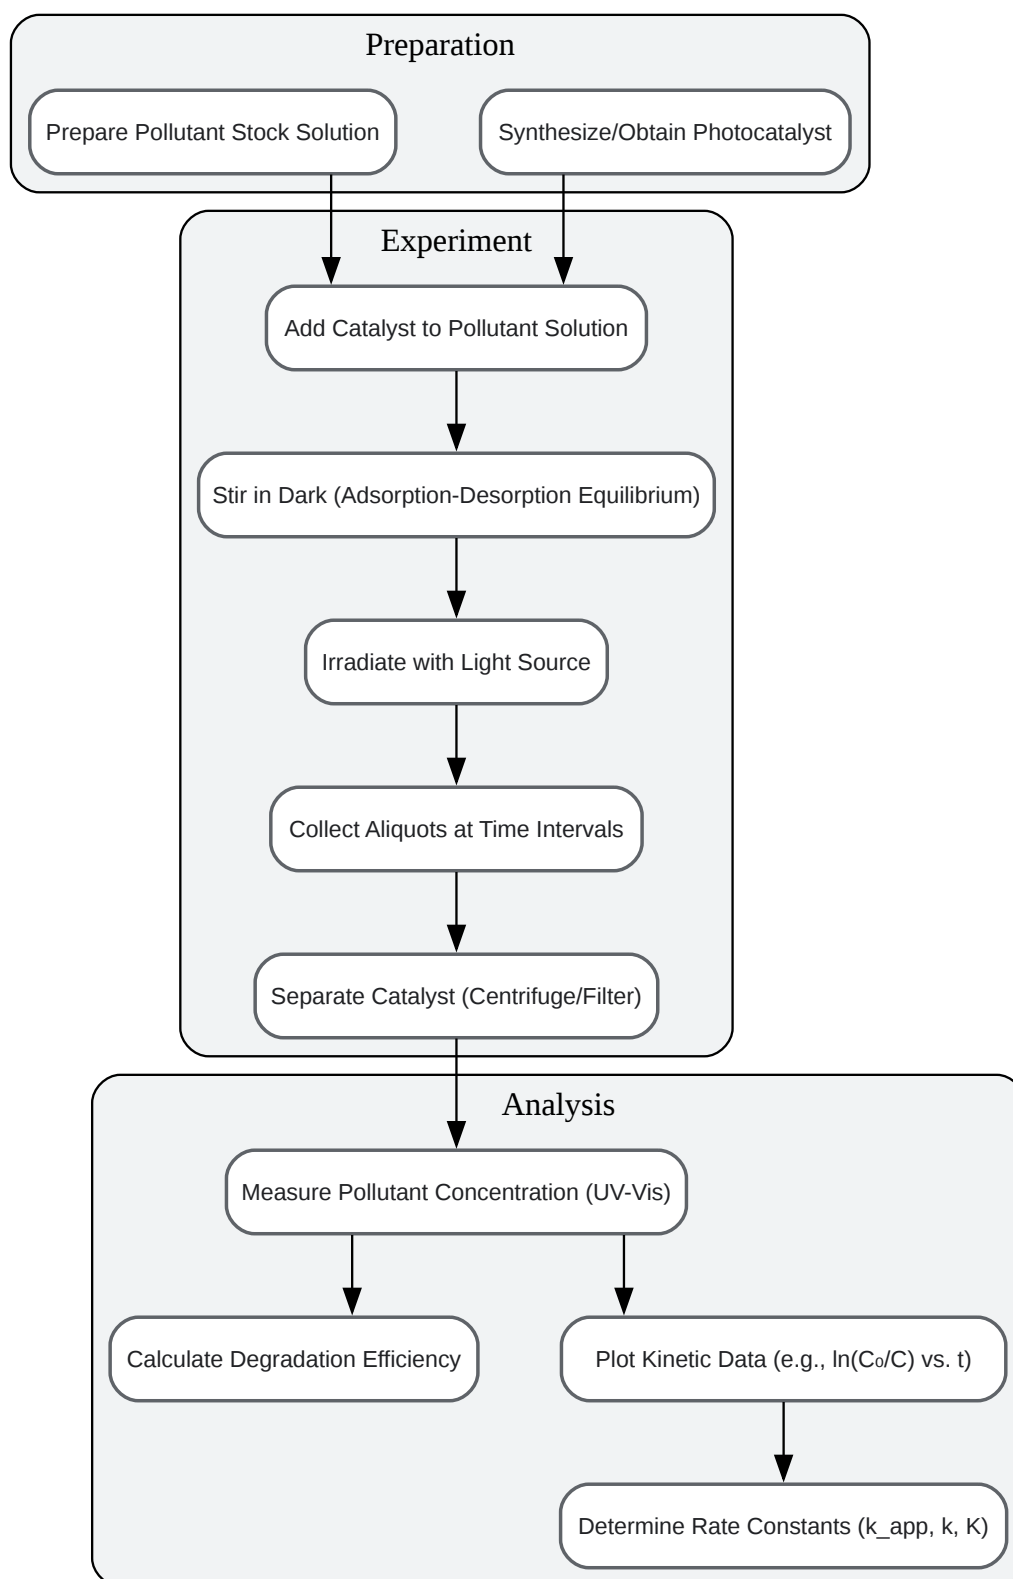 Preparation
Prepare Pollutant Stock Solution
Synthesize/Obtain Photocatalyst
Experiment
Add Catalyst to Pollutant Solution
Stir in Dark (Adsorption-Desorption Equilibrium)
Irradiate with Light Source
Collect Aliquots at Time Intervals
Separate Catalyst (Centrifuge/Filter)
Analysis
Measure Pollutant Concentration (UV-Vis)
Calculate Degradation Efficiency
Plot Kinetic Data (e.g., ln(C₀/C) vs. t)
Determine Rate Constants (k_app, k, K)